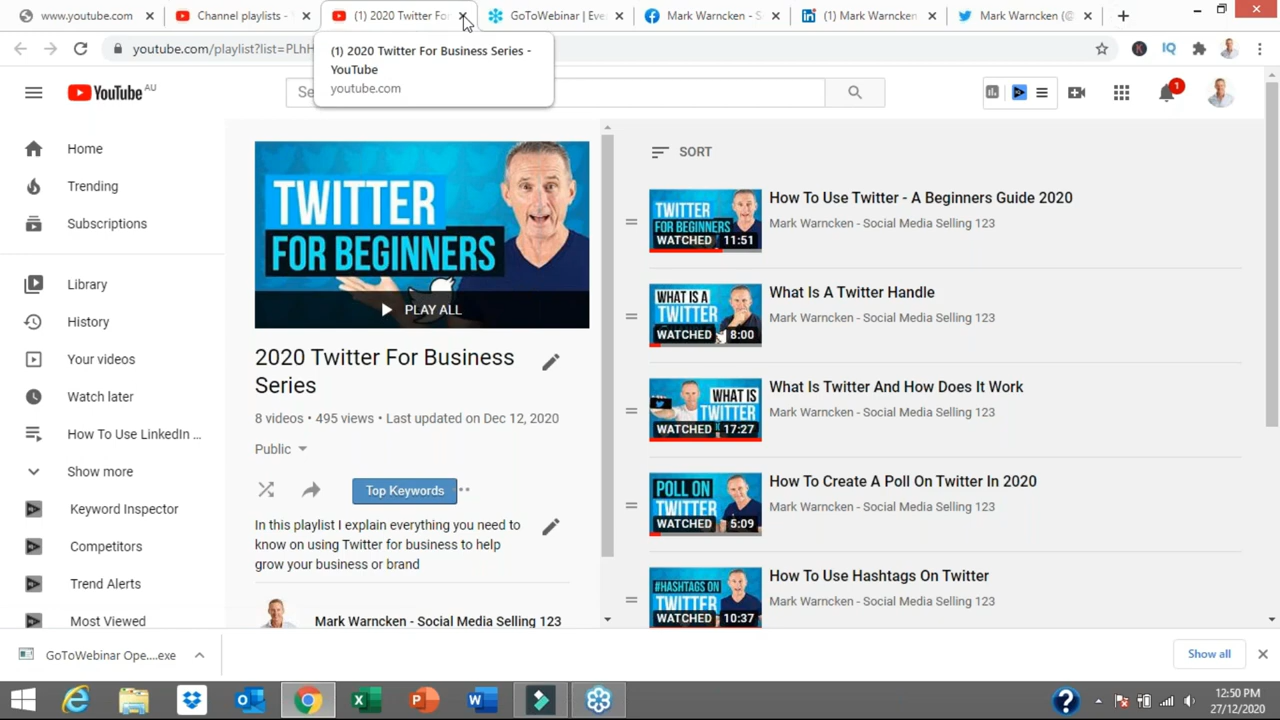 www.youtube.com
Channel playlists -
(1) 2020 Twitter For
GoToWebinar | Eve
Mark Warncken - S
(1) Mark Warncken
Mark Warncken (@
youtube.com/playlist?list=PLhH
(1) 2020 Twitter For Business Series -
YouTube
youtube.com
IQ
YouTube AU
Se
1
Home
Trending
Subscriptions
Library
History
Your videos
Watch later
How To Use LinkedIn ...
Show more
Keyword Inspector
Competitors
Trend Alerts
Most Viewed
TWITTER
FOR BEGINNERS
PLAY ALL
2020 Twitter For Business
Series
8 videos • 495 views • Last updated on Dec 12, 2020
Public
Top Keywords
In this playlist I explain everything you need to
know on using Twitter for business to help
grow your business or brand
Mark Warncken - Social Media Selling 123
SORT
TWITTER
FOR BEGINNERS
WATCHED 11:51
How To Use Twitter - A Beginners Guide 2020
Mark Warncken - Social Media Selling 123
WHAT IS A
TWITTER
WATCHED 8:00
What Is A Twitter Handle
Mark Warncken - Social Media Selling 123
WHAT IS
TWITTER
WATCHED 17:27
What Is Twitter And How Does It Work
Mark Warncken - Social Media Selling 123
POLL ON
TWITTER
WATCHED 5:09
How To Create A Poll On Twitter In 2020
Mark Warncken - Social Media Selling 123
#HASHTAGS ON
TWITTER
WATCHED 10:37
How To Use Hashtags On Twitter
Mark Warncken - Social Media Selling 123
GoToWebinar Ope....exe
Show all
12:50 PM
27/12/2020